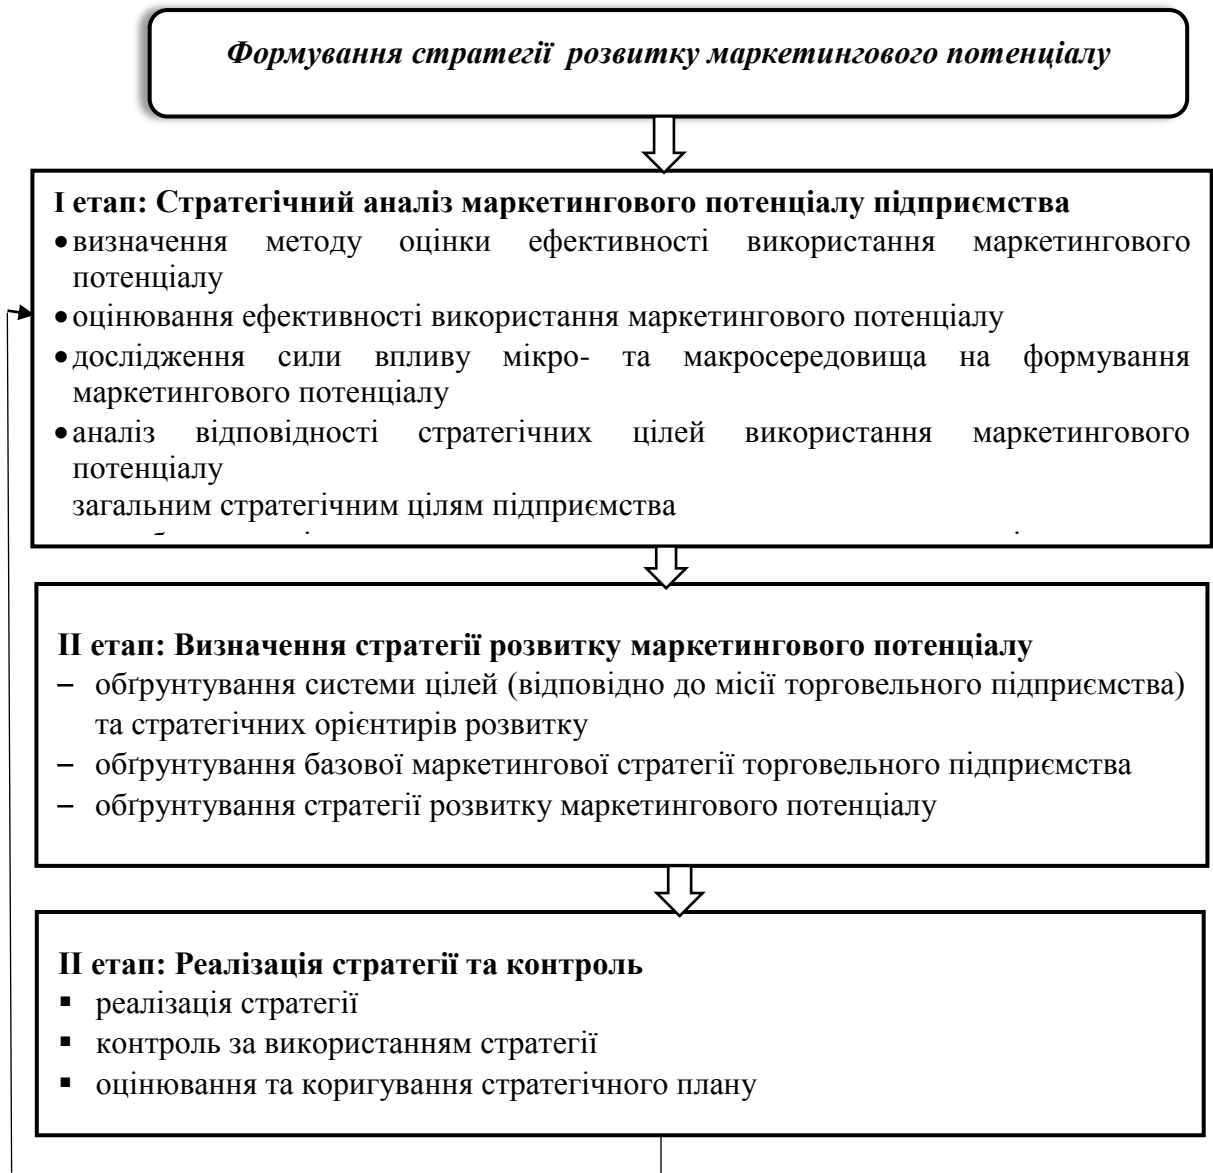 Формування стратегії розвитку маркетингового потенціалу
І етап: Стратегічний аналіз маркетингового потенціалу підприємства
• визначення методу оцінки ефективності використання маркетингового
потенціалу
• оцінювання ефективності використання маркетингового потенціалу
• дослідження сили впливу мікро- та макросередовища на формування
маркетингового потенціалу
• аналіз відповідності стратегічних цілей використання маркетингового
потенціалу
загальним стратегічним цілям підприємства
ІІ етап: Визначення стратегії розвитку маркетингового потенціалу
– обґрунтування системи цілей (відповідно до місії торговельного підприємства)
та стратегічних орієнтирів розвитку
– обґрунтування базової маркетингової стратегії торговельного підприємства
– обґрунтування стратегії розвитку маркетингового потенціалу
ІІ етап: Реалізація стратегії та контроль
▪ реалізація стратегії
▪ контроль за використанням стратегії
▪ оцінювання та коригування стратегічного плану